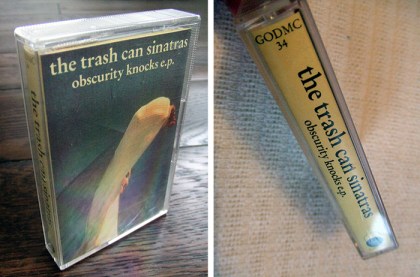 the trash can sinatras
obscurity knocks e.p.
the trash can sinatras
GODMC
34
the trash can sinatras
obscurity knocks e.p.